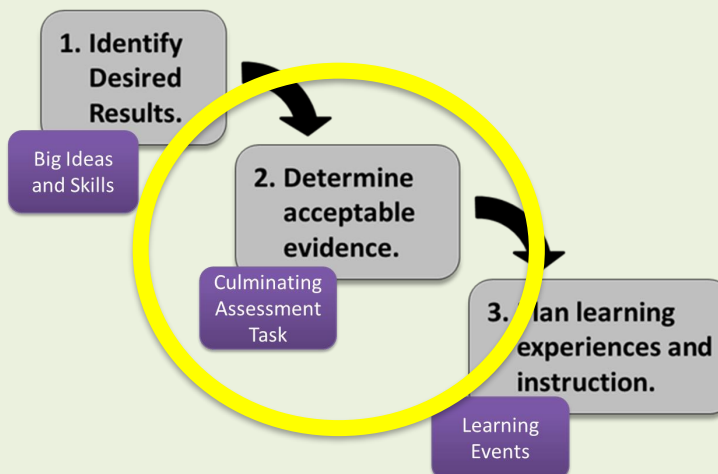 1. Identify
Desired
Results.
Big Ideas
and Skills
2. Determine
acceptable
evidence.
Culminating
Assessment
Task
3. learning
experiences and
instruction.
Learning
Events